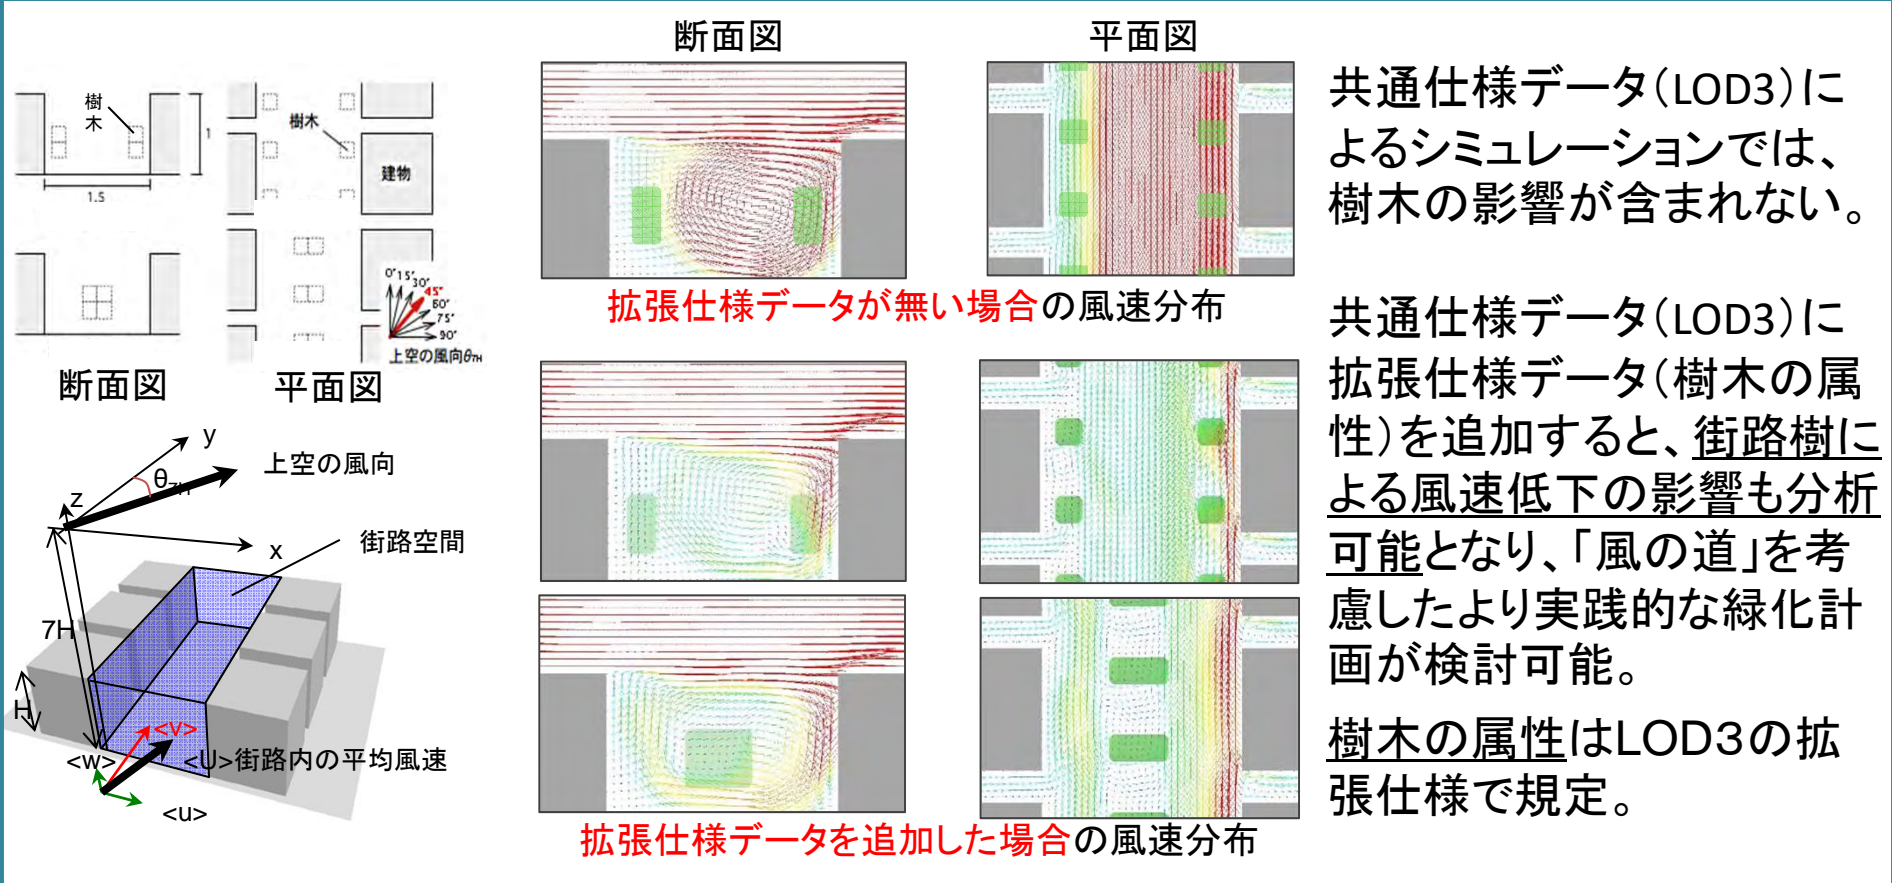 樹
木
1
1.5
樹木
建物
0°15°30°
45°
60°
75°
90°
上空の風向θTH
断面図
平面図
y
上空の風向
θ7H
z
x
街路空間
7H
H
<v>
<w>
<U>街路内の平均風速
<u>
断面図
平面図
拡張仕様データが無い場合の風速分布
拡張仕様データを追加した場合の風速分布
共通仕様データ(LOD3)に
よるシミュレーションでは、
樹木の影響が含まれない。
共通仕様データ(LOD3)に
拡張仕様データ(樹木の属
性)を追加すると、街路樹に
よる風速低下の影響も分析
可能となり、「風の道」を考
慮したより実践的な緑化計
画が検討可能。
樹木の属性はLOD3の拡
張仕様で規定。